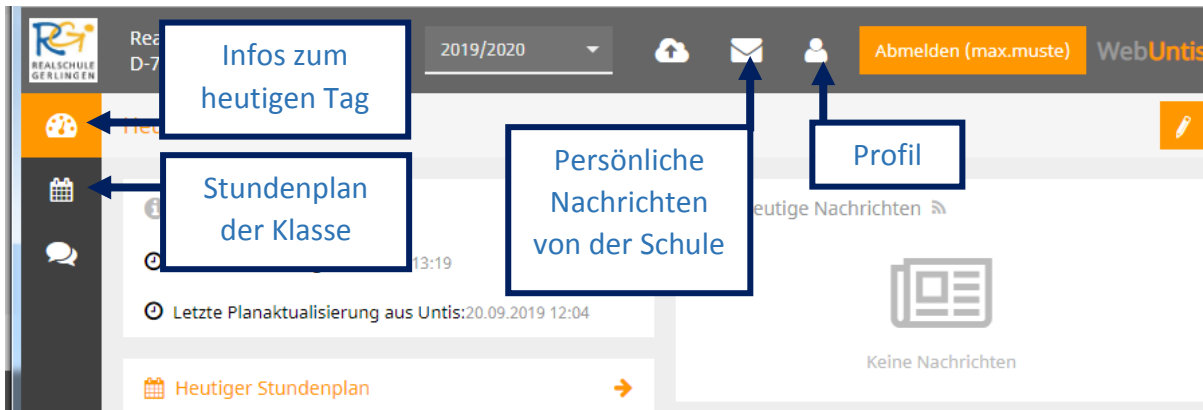 REALSCHULE
GERLINGEN
D-7
2019/2020
Abmelden (max.muste)
WebUntis
Infos zum
heutigen Tag
Stundenplan
der Klasse
Persönliche
Nachrichten
von der Schule
Profil
13:19
Letzte Planaktualisierung aus Untis:20.09.2019 12:04
Heutiger Stundenplan
eutige Nachrichten
Keine Nachrichten